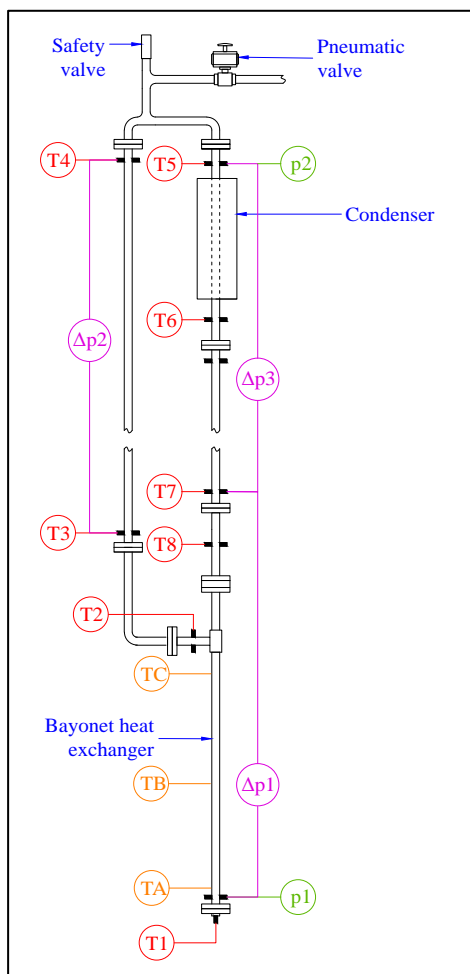 Safety
valve
Pneumatic
valve
T4
T5
p2
Condenser
T6
Δp2
Δp3
T7
T3
T8
T2
TC
Bayonet heat
exchanger
TB
Δp1
TA
p1
T1